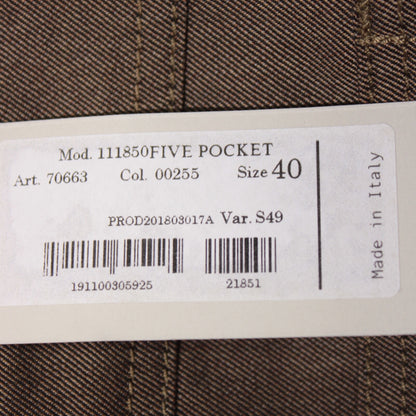 Mod. 111850FIVE POCKET
Art. 70663 Col. 00255 Size 40
PROD201803017A Var. S49
191100305925 21851
Made in Italy